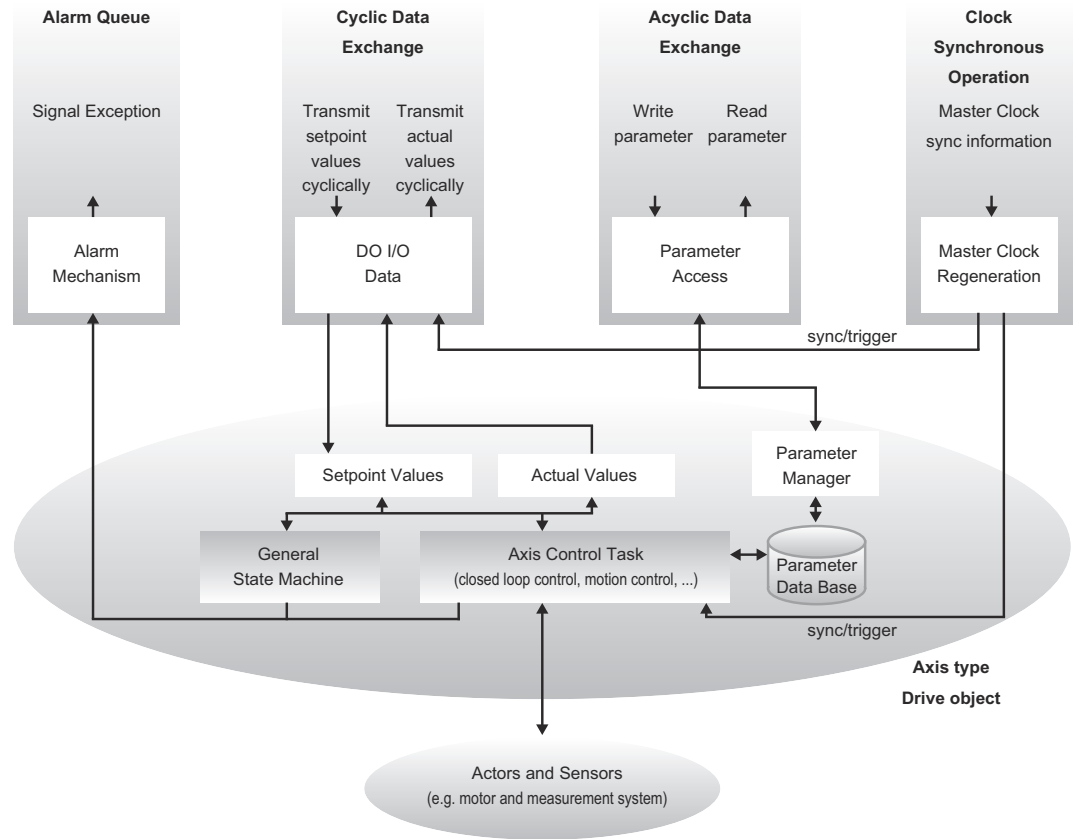 Alarm Queue
Signal Exception
Alarm
Mechanism
Cyclic Data
Exchange
Transmit
setpoint
values
cyclically
Transmit
actual
values
cyclically
DO I/O
Data
Acyclic Data
Exchange
Write
parameter
Read
parameter
Parameter
Access
Clock
Synchronous
Operation
Master Clock
sync information
Master Clock
Regeneration
sync/trigger
Setpoint Values
Actual Values
Parameter
Manager
General
State Machine
Axis Control Task
(closed loop control, motion control, ...)
Parameter
Data Base
sync/trigger
Axis type
Drive object
Actors and Sensors
(e.g. motor and measurement system)